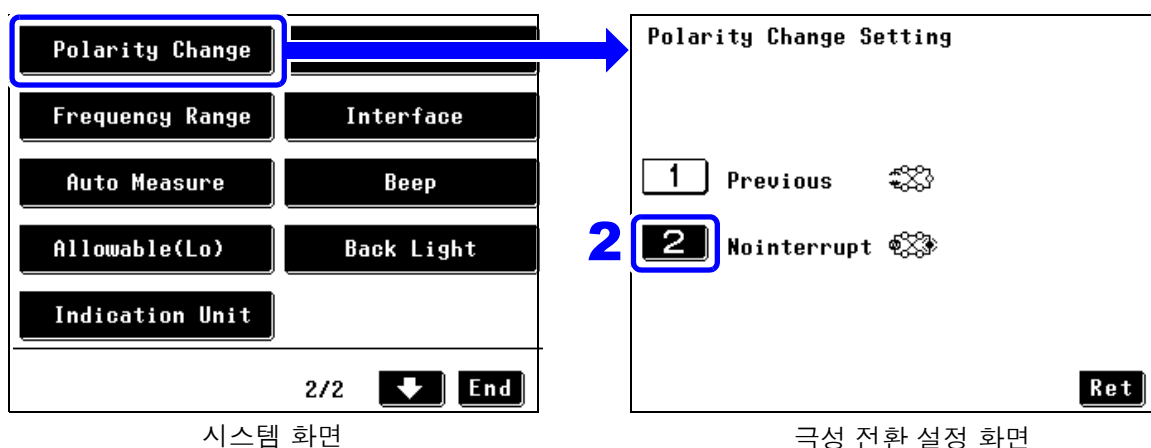 Polarity Change
Frequency Range
Interface
Auto Measure
Beep
Allowable(Lo)
Back Light
Indication Unit
2/2
End
시스템 화면
Polarity Change Setting
1 Previous
2
2 Nointerrupt
Ret
극성 전환 설정 화면